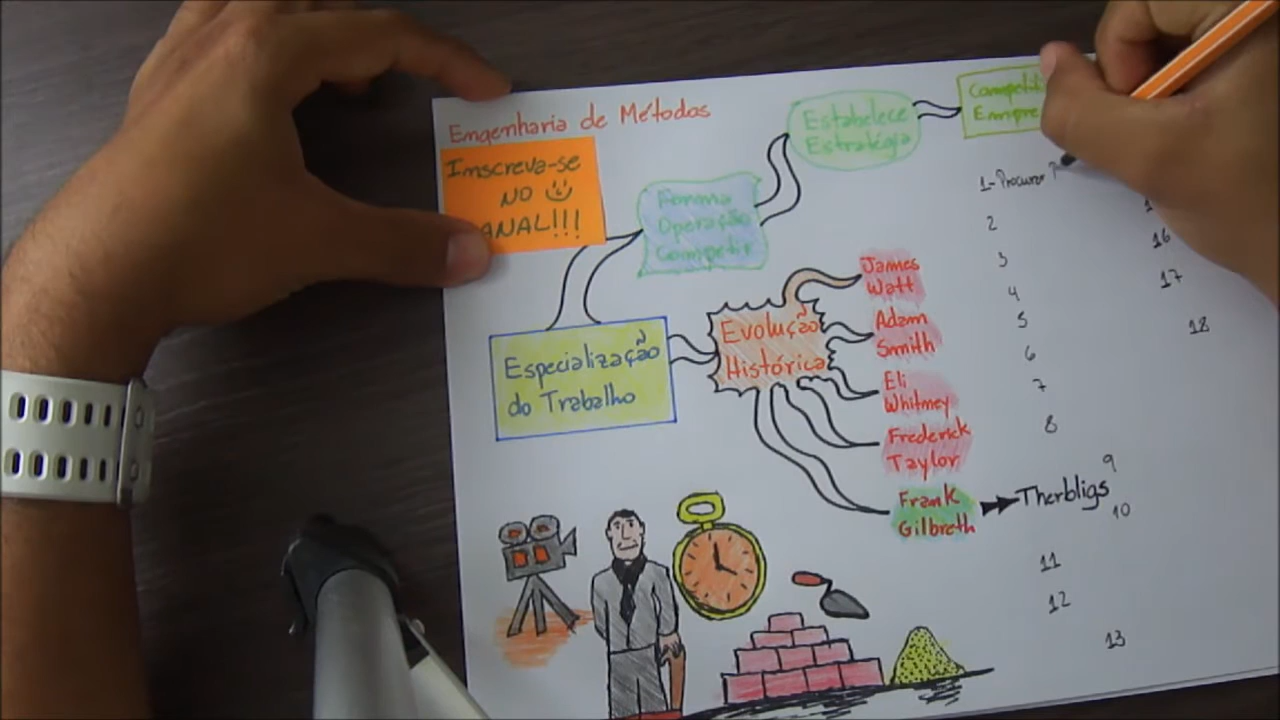 Engenharia de Métodos
Inscreva-se
NO
ANAL!!!
Forma
Operação
Competir
Estabelece
Estratégia
Especialização
do Trabalho
Evolução
Histórica
James
Watt
Adam
Smith
Eli
Whitney
Frederick
Taylor
Frank
Gilbreth
Therbligs
1-Procurar
2
3
4
5
6
7
8
9
10
11
12
13
16
17
18